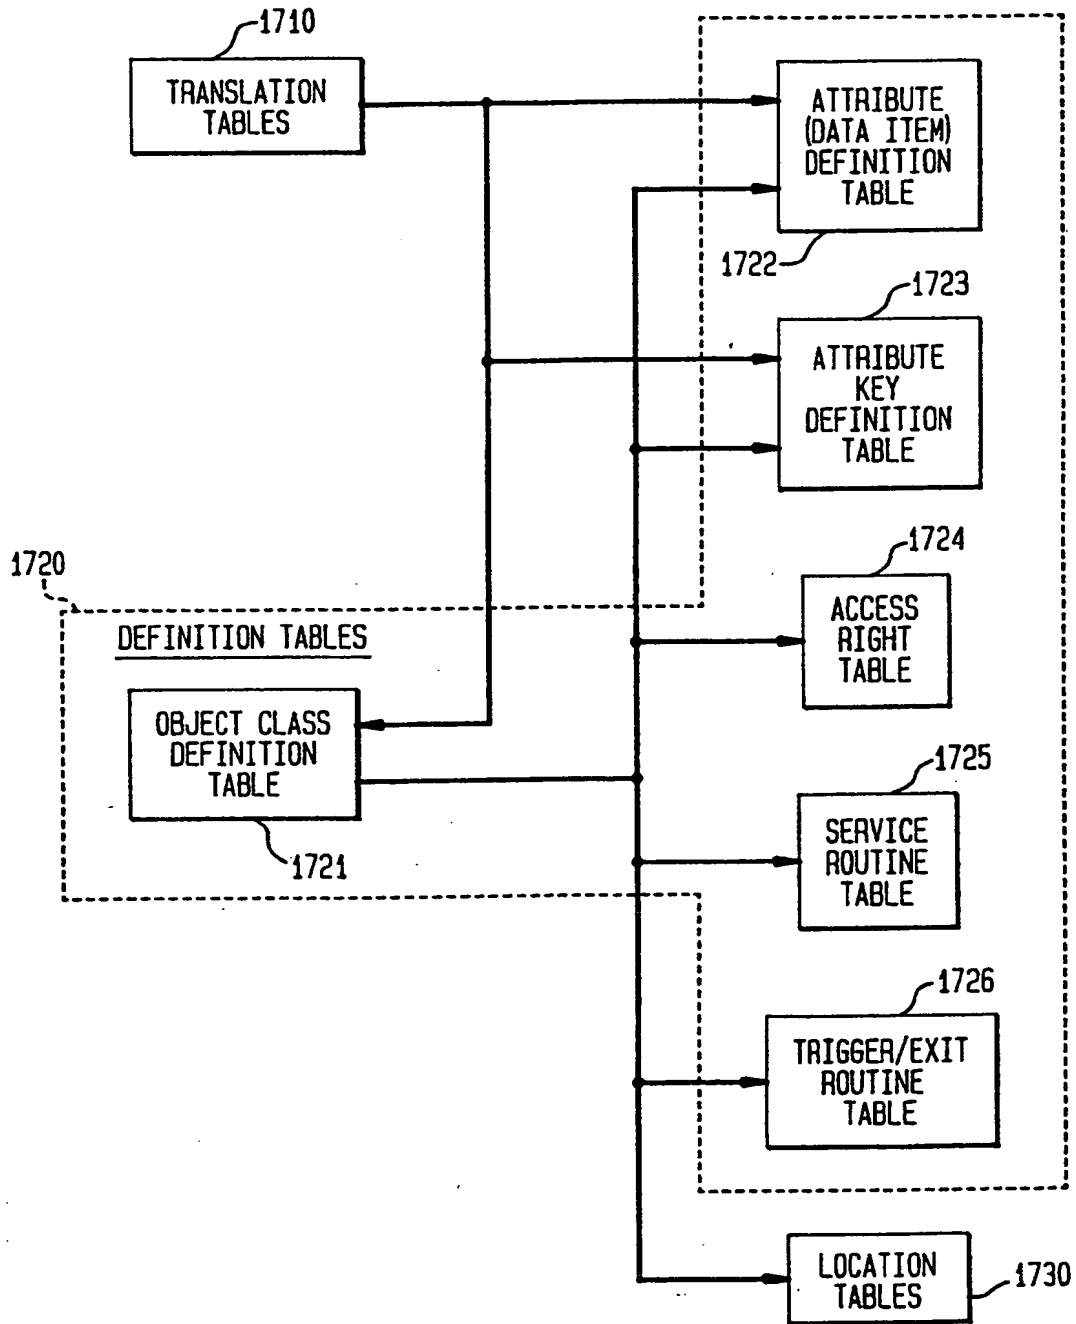 1710
TRANSLATION
TABLES
ATTRIBUTE
(DATA ITEM)
DEFINITION
TABLE
1722
1723
ATTRIBUTE
KEY
DEFINITION
TABLE
1720
1724
DEFINITION TABLES
ACCESS
RIGHT
TABLE
OBJECT CLASS
DEFINITION
TABLE
1721
1725
SERVICE
ROUTINE
TABLE
1726
TRIGGER/EXIT
ROUTINE
TABLE
LOCATION
TABLES
1730